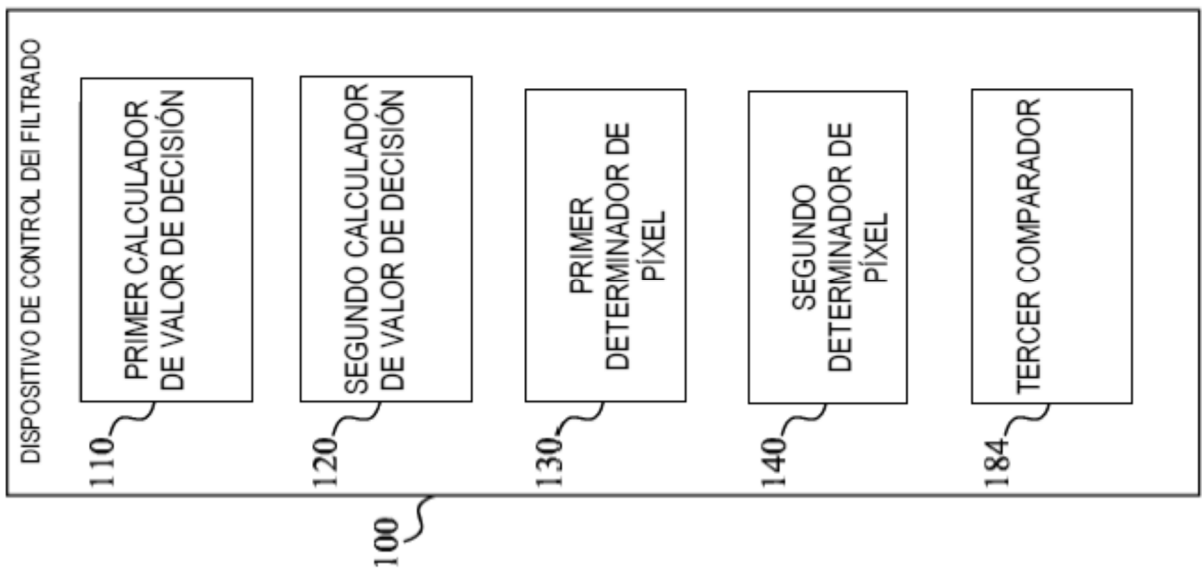 DISPOSITIVO DE CONTROL DEl FILTRADO
PRIMER CALCULADOR
DE VALOR DE DECISIÓN
110
SEGUNDO CALCULADOR
DE VALOR DE DECISIÓN
120
PRIMER
DETERMINADOR DE
PÍXEL
130
SEGUNDO
DETERMINADOR DE
PÍXEL
140
TERCER COMPARADOR
184
100